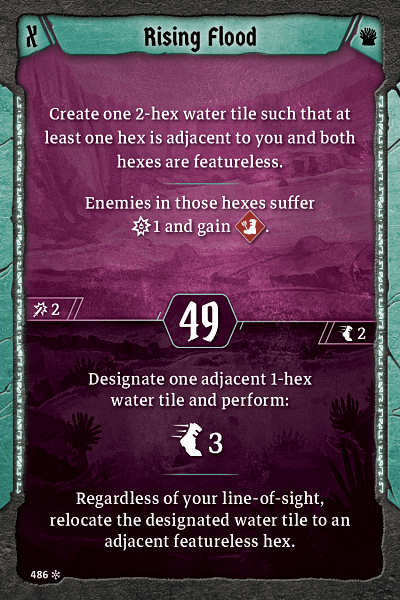 X
Rising Flood
Create one 2-hex water tile such that at
least one hex is adjacent to you and both
hexes are featureless.
Enemies in those hexes suffer
1 and gain .
2
49
2
Designate one adjacent 1-hex
water tile and perform:
3
Regardless of your line-of-sight,
relocate the designated water tile to an
adjacent featureless hex.
486